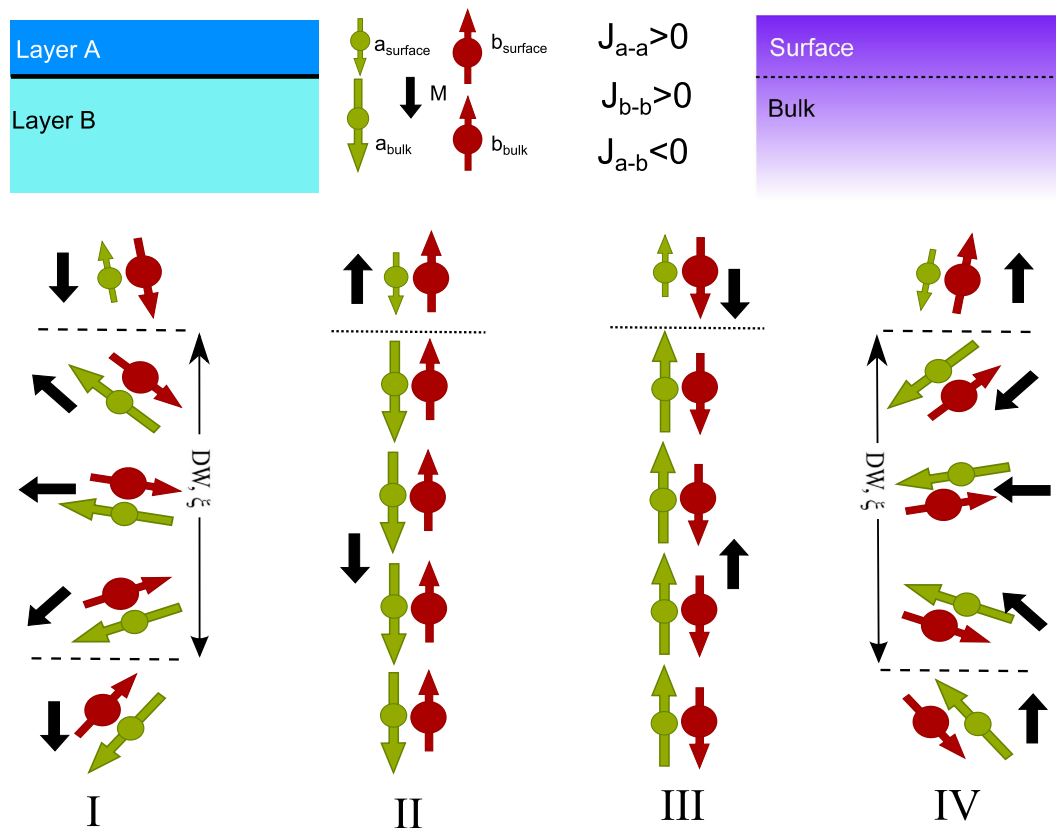 Layer A
Layer B
a_surface
b_surface
M
a_bulk
b_bulk
J_a-a>0
J_b-b>0
J_a-b<0
Surface
Bulk
DW, ξ
DW, ξ
I
II
III
IV